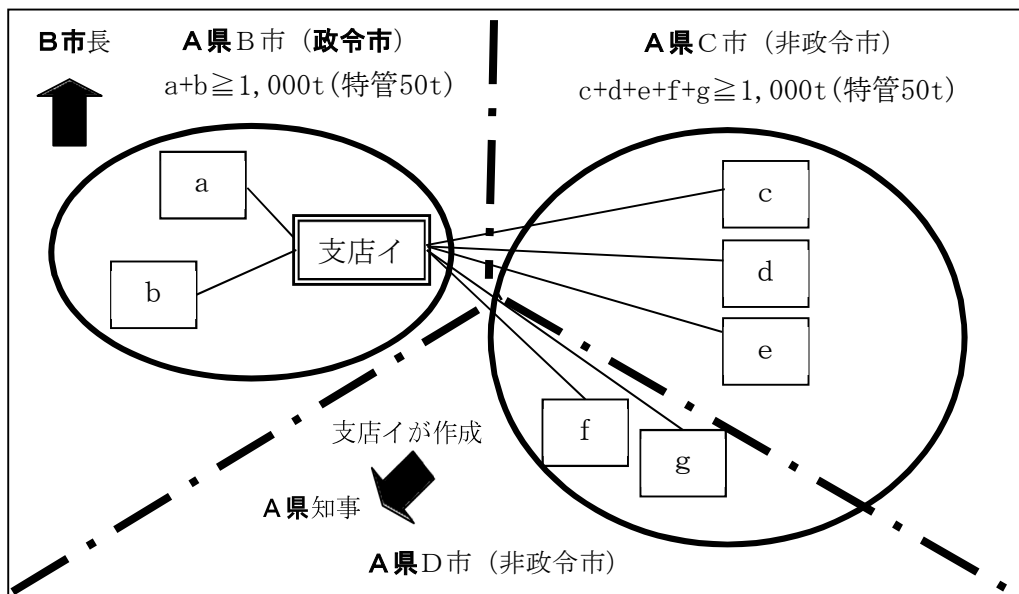 B市長
A県B市（政令市）
a+b≧1,000t(特管50t)
A県C市（非政令市）
c+d+e+f+g≧1,000t(特管50t)
a
b
支店イ
c
d
e
f
g
支店イが作成
A県知事
A県D市（非政令市）